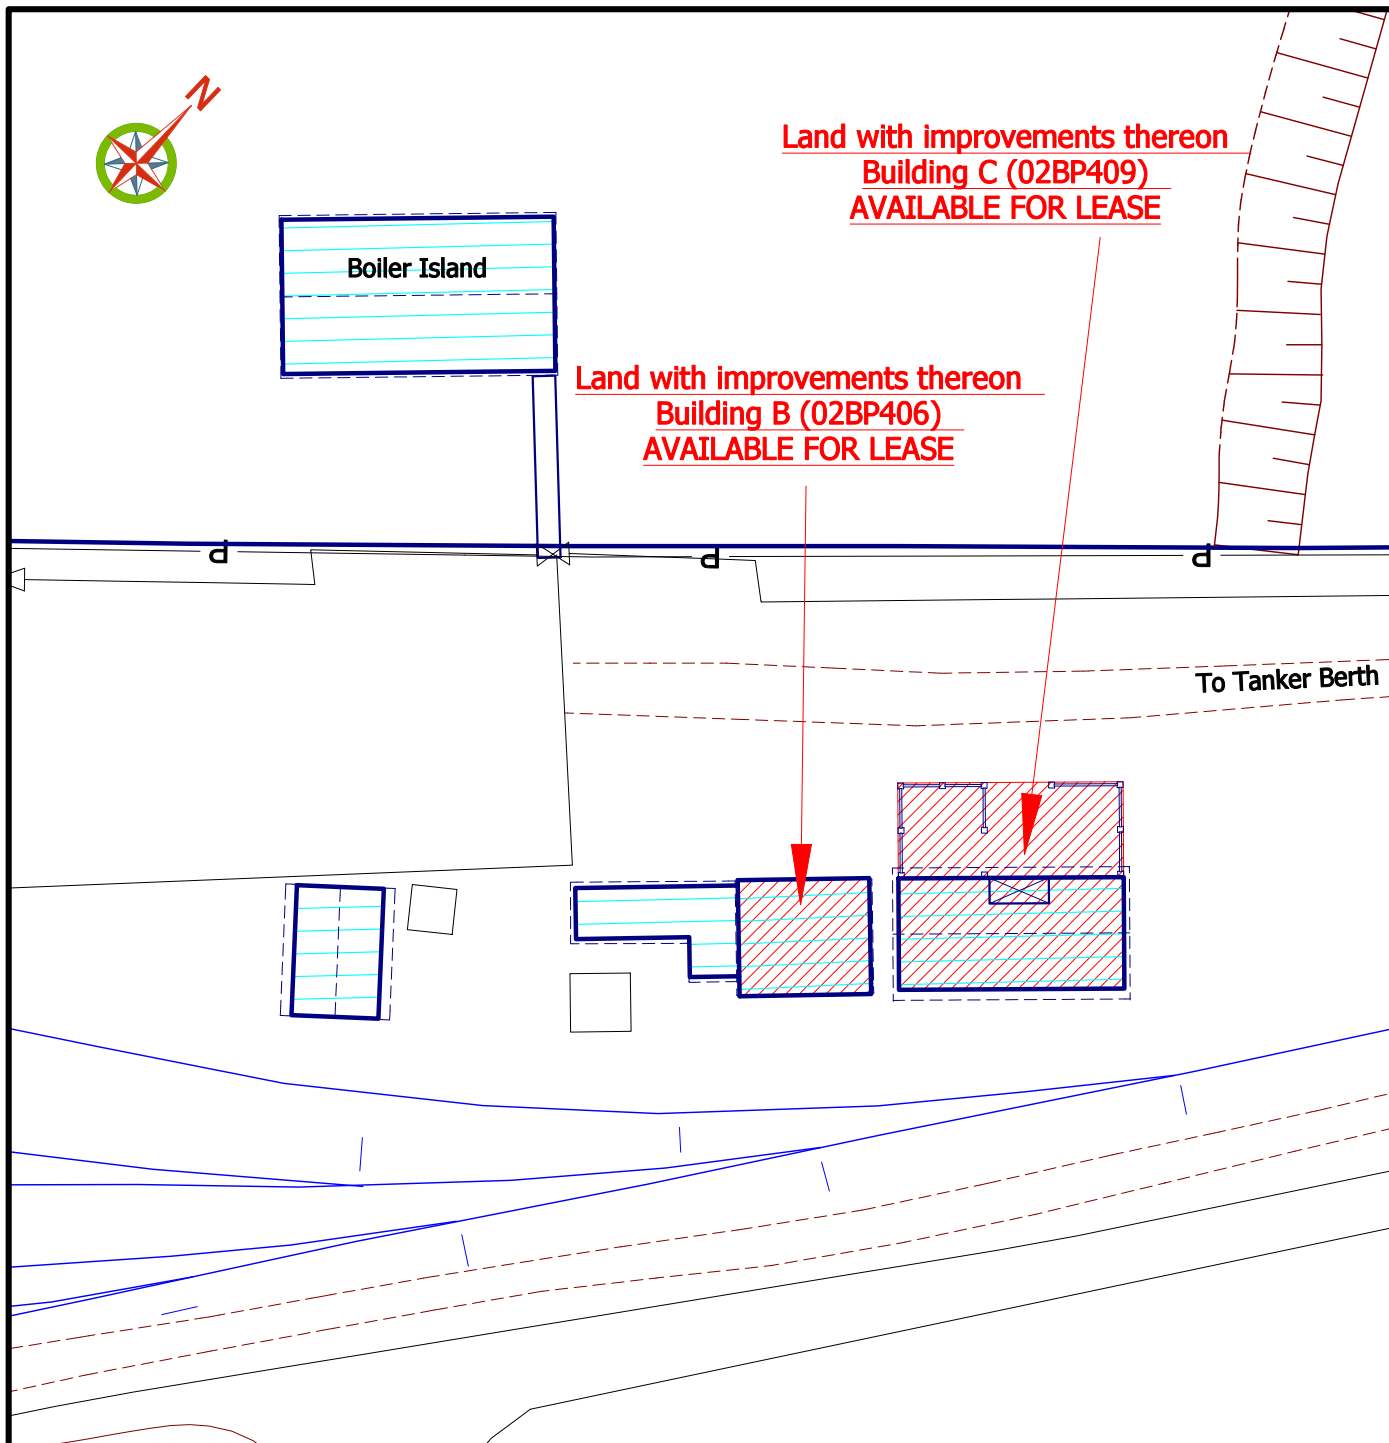 N
Land with improvements thereon
Building C (02BP409)
AVAILABLE FOR LEASE
Boiler Island
Land with improvements thereon
Building B (02BP406)
AVAILABLE FOR LEASE
P
P
P
To Tanker Berth